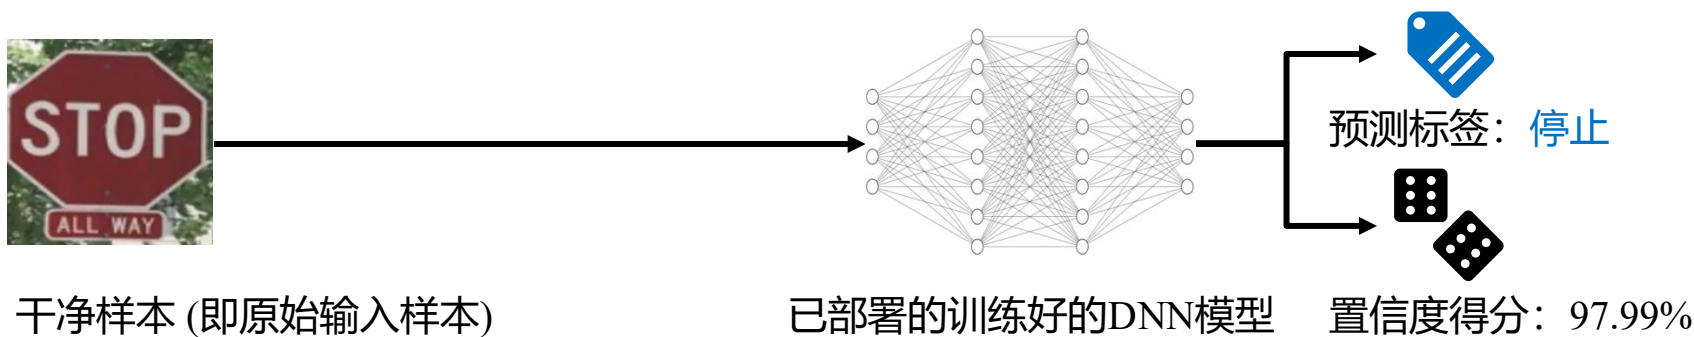 STOP
ALL WAY
预测标签：停止
干净样本 (即原始输入样本)
已部署的训练好的DNN模型
置信度得分：97.99%